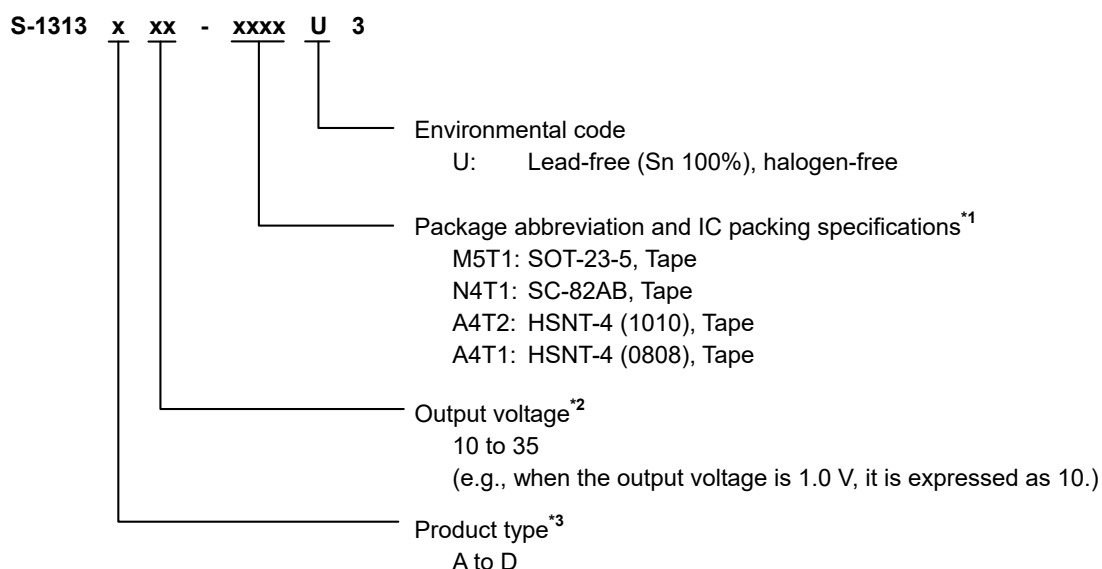 S-1313 x xx - xxxx U 3
Environmental code
U: Lead-free (Sn 100%), halogen-free
Package abbreviation and IC packing specifications*1
M5T1: SOT-23-5, Tape
N4T1: SC-82AB, Tape
A4T2: HSNT-4 (1010), Tape
A4T1: HSNT-4 (0808), Tape
Output voltage*2
10 to 35
(e.g., when the output voltage is 1.0 V, it is expressed as 10.)
Product type*3
A to D